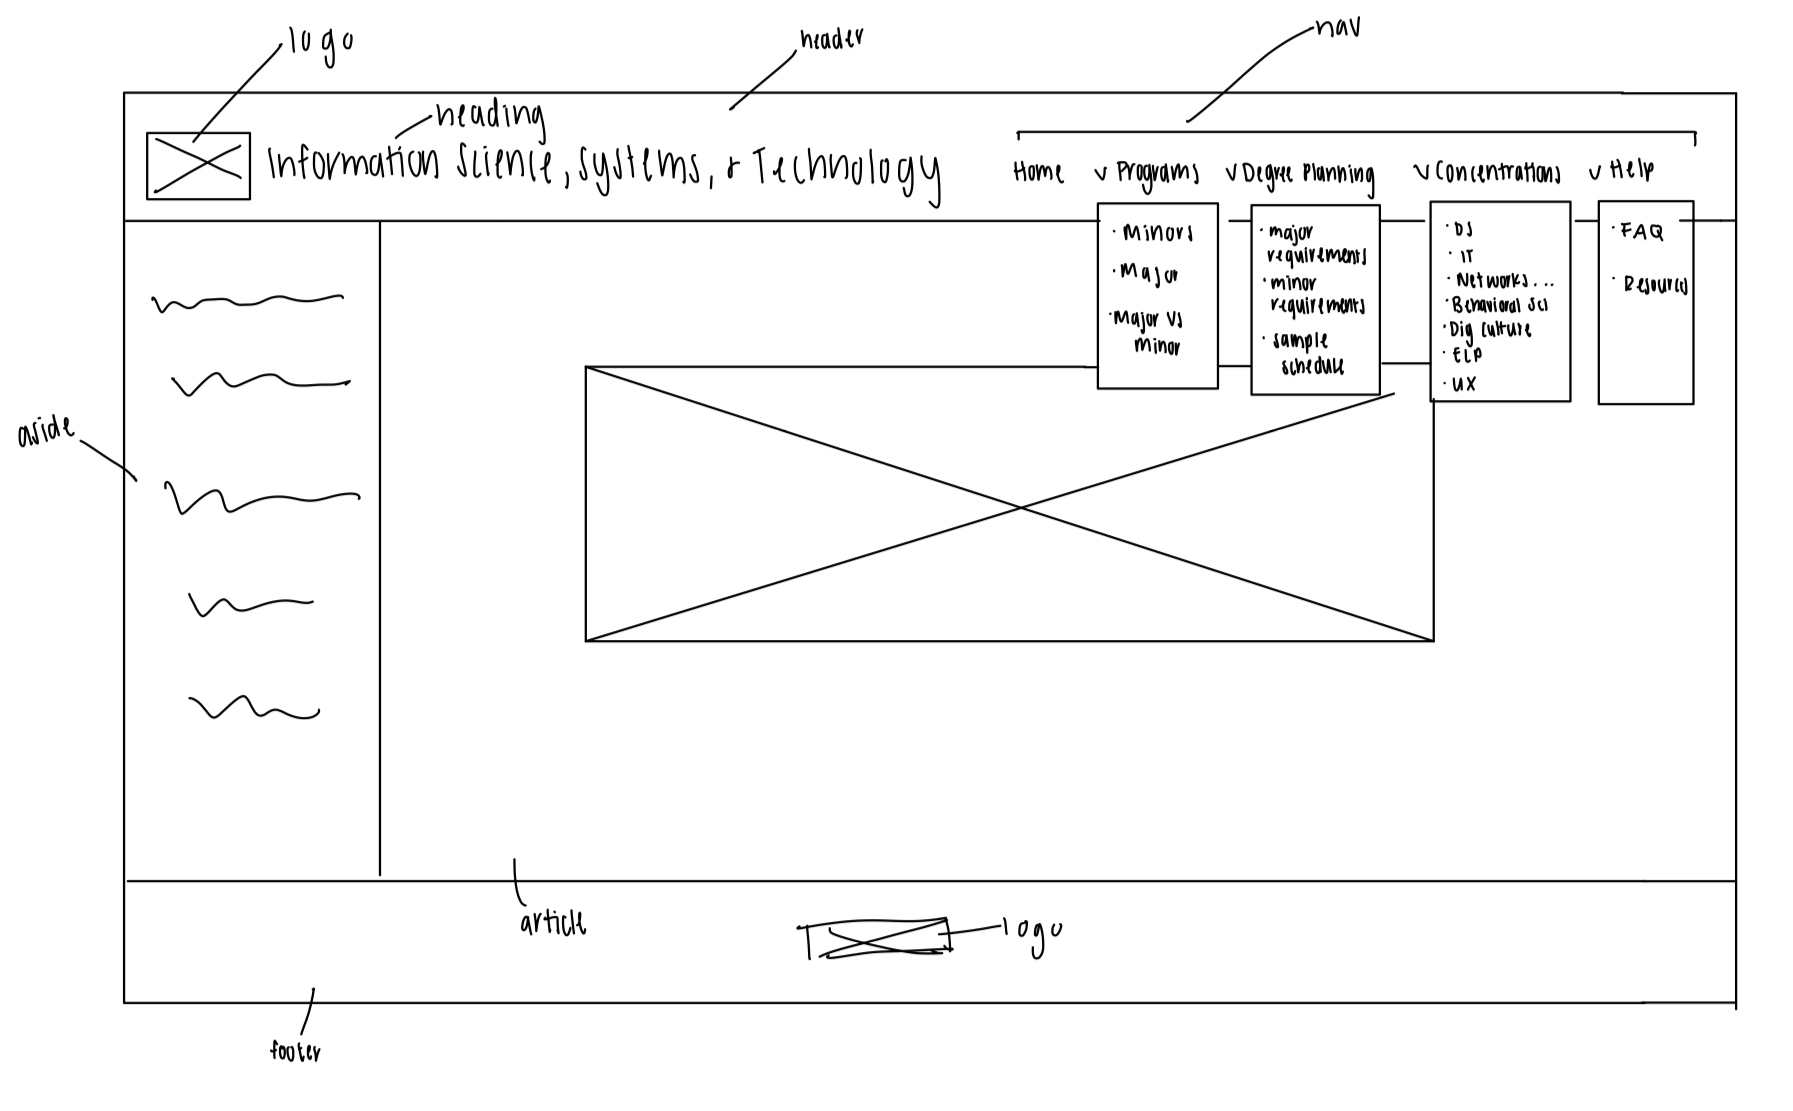 logo
header
nav
heading
Information Science, Systems, & Technology
Home v Programs v Degree Planning v Concentrations v Help
· Minors
· Major
· Major vs
minor
· major
requirements
· minor
requirements
· sample
schedule
· DS
· IT
· Networks...
· Behavioral Sci
· Dig Culture
· ELP
· UX
· FAQ
· Resources
aside
article
logo
footer